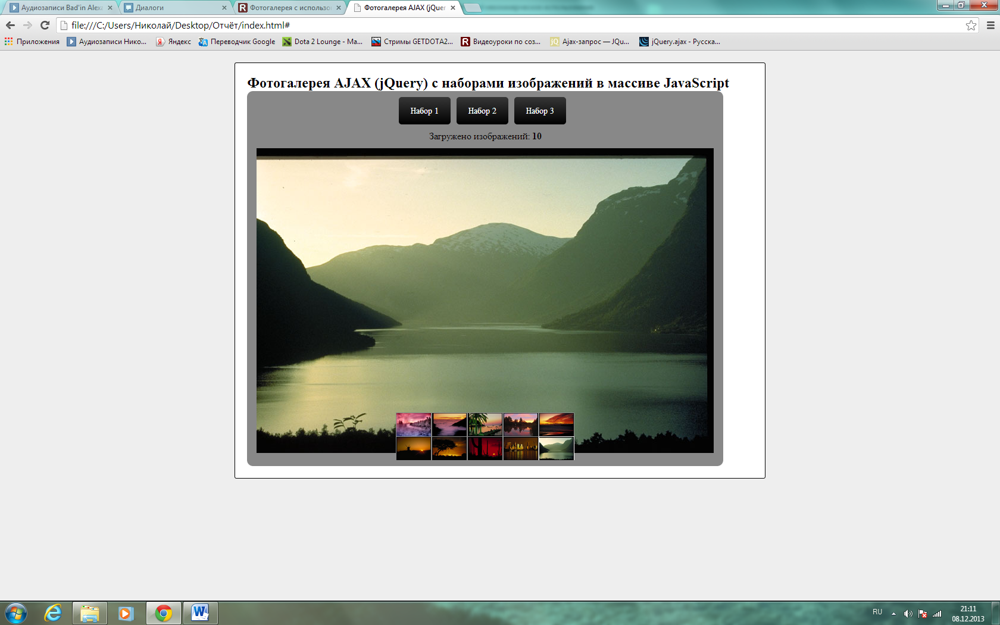 Аудиозаписи Bad'in Alexa
Диалоги
Фотогалерея с использо
Фотогалерея AJAX (jQuer
file:///C:/Users/Николай/Desktop/Отчёт/index.html#
Приложения
Аудиозаписи Нико...
Яндекс
Переводчик Google
Dota 2 Lounge - Ma...
Стримы GETDOTA2...
Видеоуроки по соз...
jQ
Ajax-запрос — JQu...
jQuery.ajax - Русска...
Фотогалерея AJAX (jQuery) с наборами изображений в массиве JavaScript
Набор 1
Набор 2
Набор 3
Загружено изображений: 10
RU
21:11
08.12.2013